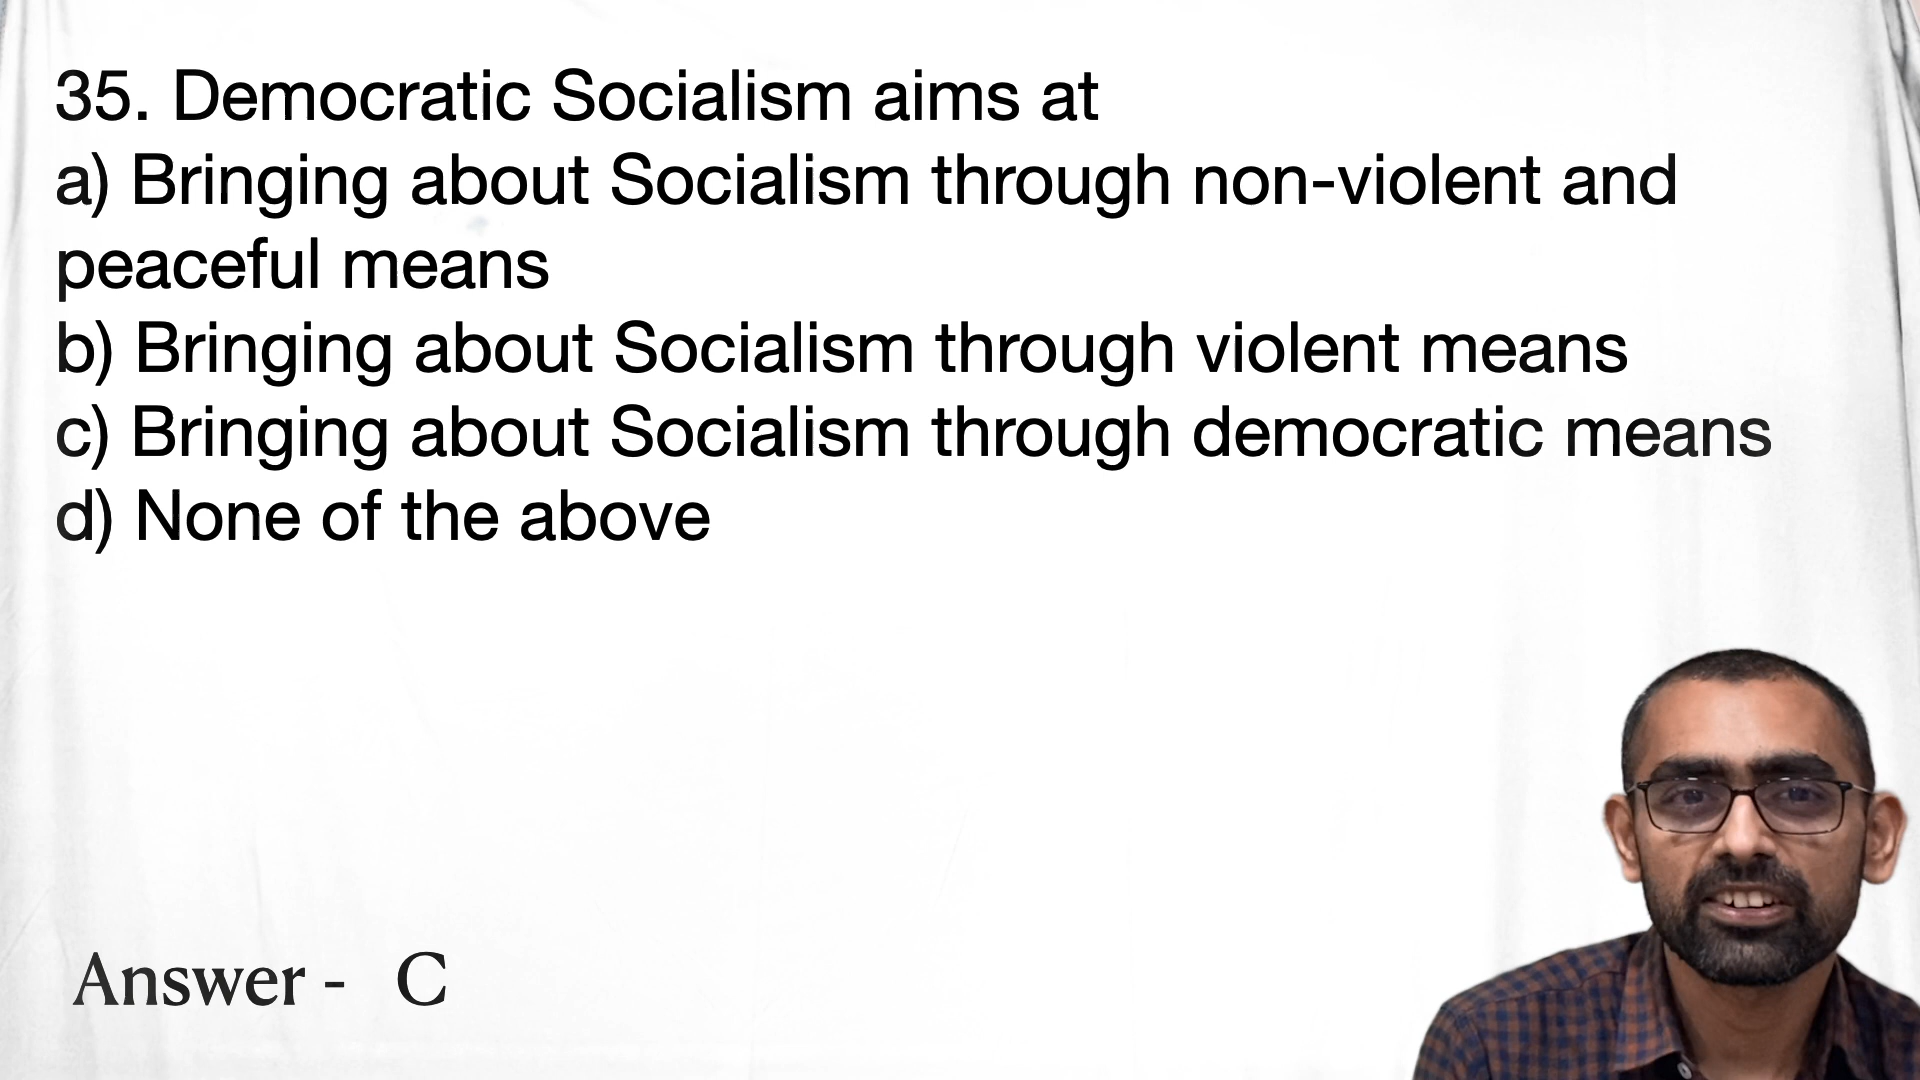 35. Democratic Socialism aims at
a) Bringing about Socialism through non-violent and
peaceful means
b) Bringing about Socialism through violent means
c) Bringing about Socialism through democratic means
d) None of the above
Answer - C